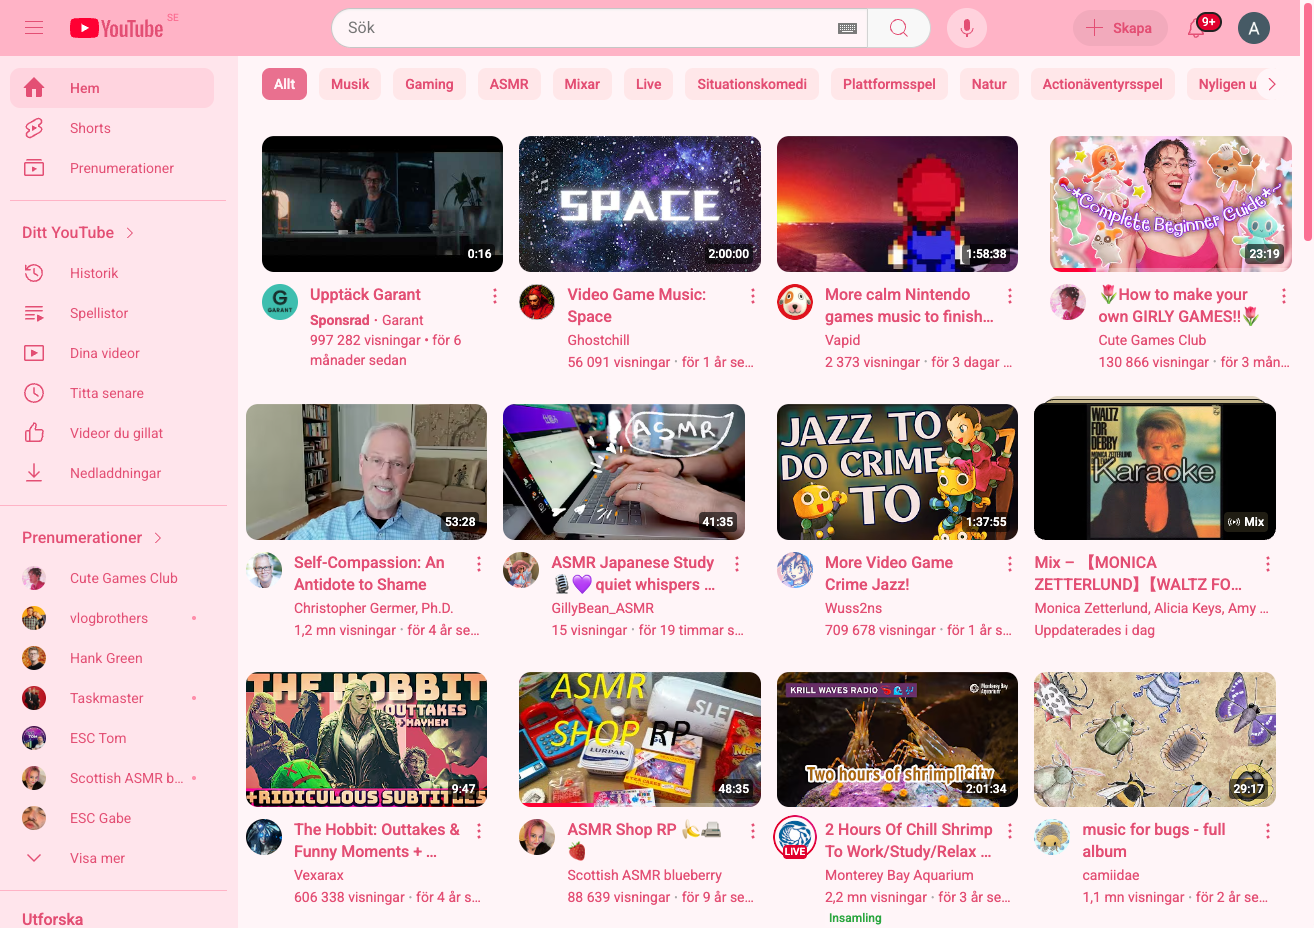 YouTube SE
Sök
Skapa
9+
A
Hem
Shorts
Prenumerationer
Ditt YouTube
Historik
Spellistor
Dina videor
Titta senare
Videor du gillat
Nedladdningar
Prenumerationer
Cute Games Club
vlogbrothers
Hank Green
Taskmaster
ESC Tom
Scottish ASMR b...
ESC Gabe
Visa mer
Utforska
Allt
Musik
Gaming
ASMR
Mixar
Live
Situationskomedi
Plattformsspel
Natur
Actionäventyrsspel
Nyligen u
0:16
G
GARANT
Upptäck Garant
Sponsrad · Garant
997 282 visningar • för 6
månader sedan
SPACE
2:00:00
Video Game Music:
Space
Ghostchill
56 091 visningar · för 1 år se...
1:58:38
More calm Nintendo
games music to finish...
Vapid
2 373 visningar · för 3 dagar ...
*Complete Beginner Guide*
23:19
🌷How to make your
own GIRLY GAMES!!🌷
Cute Games Club
130 866 visningar · för 3 mån...
53:28
Self-Compassion: An
Antidote to Shame
Christopher Germer, Ph.D.
1,2 mn visningar · för 4 år se...
ASMR
41:35
ASMR Japanese Study
🎙️💜 quiet whispers ...
GillyBean_ASMR
15 visningar · för 19 timmar s...
JAZZ TO
DO CRIME
TO
1:37:55
More Video Game
Crime Jazz!
Wuss2ns
709 678 visningar · för 1 år s...
WALTZ
FOR
DEBBY
MONICA ZETTERLUND
Karaoke
Mix
Mix – 【MONICA
ZETTERLUND】【WALTZ FO...
Monica Zetterlund, Alicia Keys, Amy ...
Uppdaterades i dag
THE HOBBIT
OUTTAKES
& MAYHEM
+RIDICULOUS SUBTITLES
9:47
The Hobbit: Outtakes &
Funny Moments + ...
Vexarax
606 338 visningar · för 4 år s...
ASMR
SHOP RP
SLE
LURPAK
48:35
ASMR Shop RP 🍌📠
🍓
Scottish ASMR blueberry
88 639 visningar · för 9 år se...
KRILL WAVES RADIO 🦐🌊🎶
Monterey Bay
Aquarium
Two hours of shrimplicity
2:01:34
LIVE
2 Hours Of Chill Shrimp
To Work/Study/Relax ...
Monterey Bay Aquarium
2,2 mn visningar · för 3 år se...
Insamling
29:17
music for bugs - full
album
camiidae
1,1 mn visningar · för 2 år se...